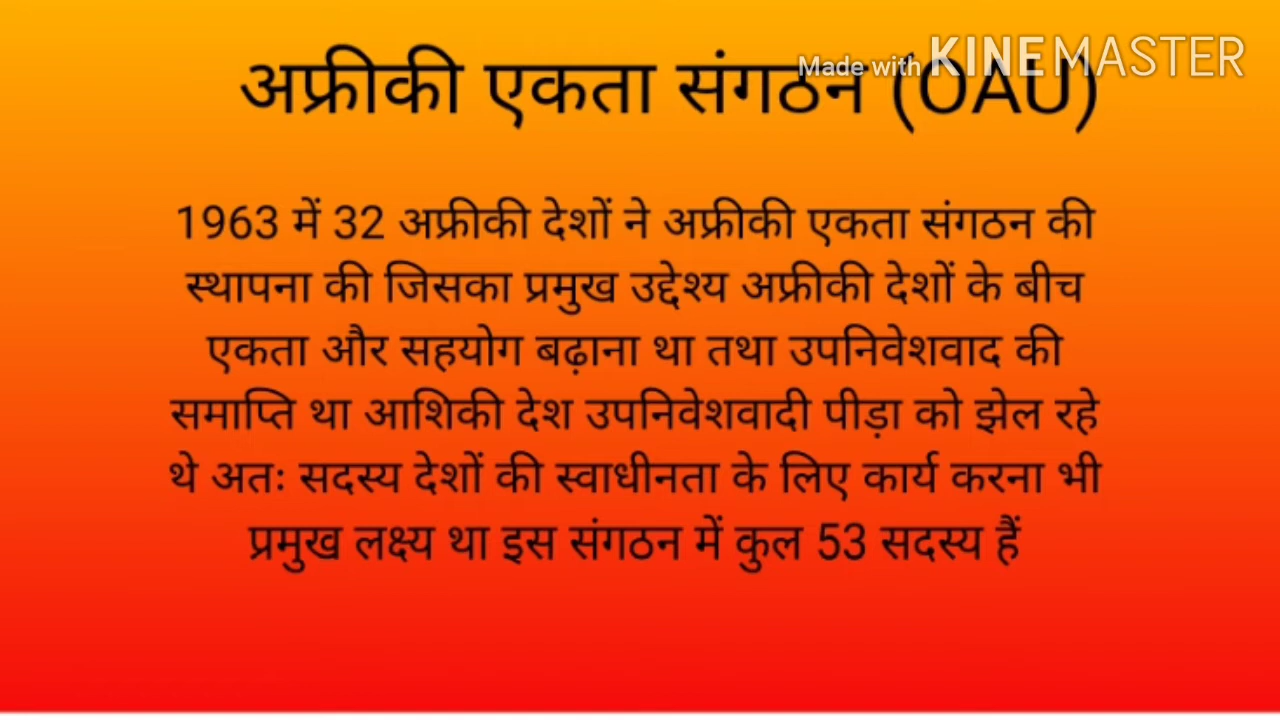 Made with KINEMASTER
अफ्रीकी एकता संगठन (OAU)
1963 में 32 अफ्रीकी देशों ने अफ्रीकी एकता संगठन की
स्थापना की जिसका प्रमुख उद्देश्य अफ्रीकी देशों के बीच
एकता और सहयोग बढ़ाना था तथा उपनिवेशवाद की
समाप्ति था आशिकी देश उपनिवेशवादी पीड़ा को झेल रहे
थे अतः सदस्य देशों की स्वाधीनता के लिए कार्य करना भी
प्रमुख लक्ष्य था इस संगठन में कुल 53 सदस्य हैं